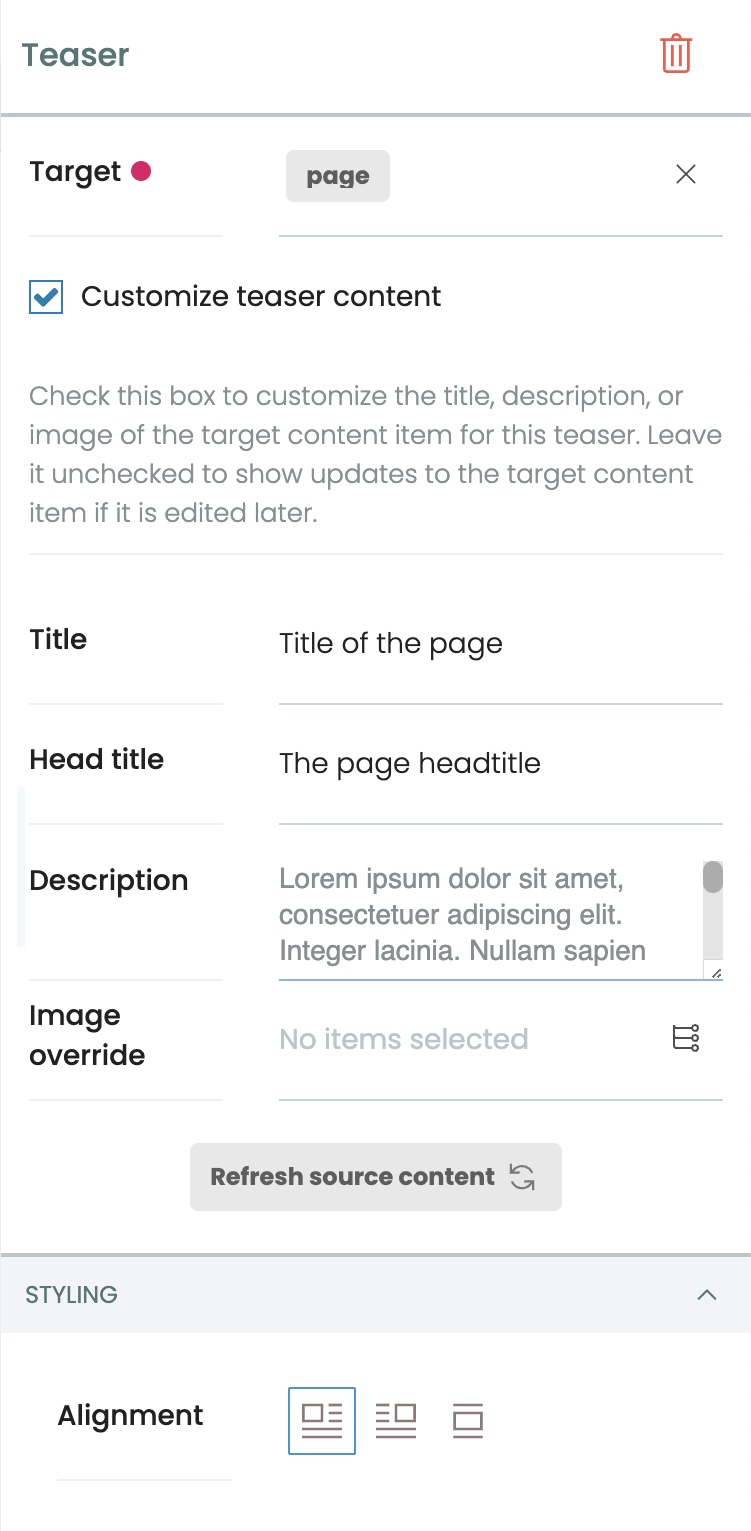 Teaser
Target
page
Customize teaser content
Check this box to customize the title, description, or
image of the target content item for this teaser. Leave
it unchecked to show updates to the target content
item if it is edited later.
Title
Title of the page
Head title
The page headtitle
Description
Lorem ipsum dolor sit amet,
consectetuer adipiscing elit.
Integer lacinia. Nullam sapien
Image
override
No items selected
Refresh source content
STYLING
Alignment